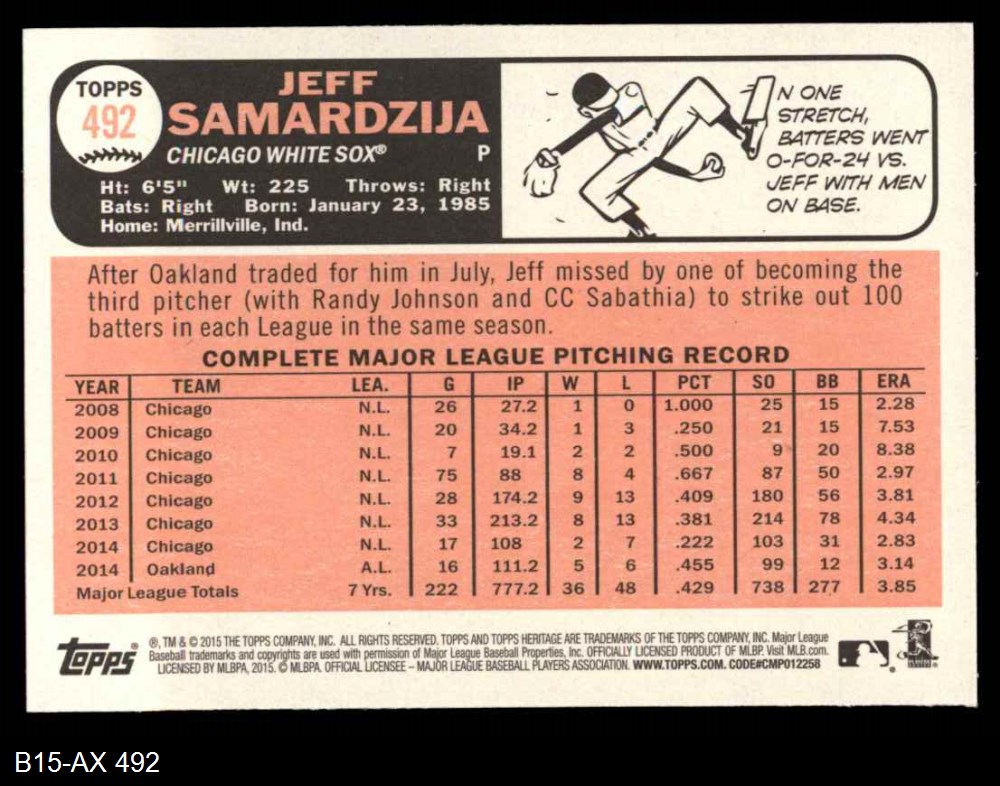 TOPPS
492
JEFF
SAMARDZIJA
CHICAGO WHITE SOX® P
Ht: 6'5" Wt: 225 Throws: Right
Bats: Right Born: January 23, 1985
Home: Merrillville, Ind.
IN ONE
STRETCH,
BATTERS WENT
0-FOR-24 VS.
JEFF WITH MEN
ON BASE.
After Oakland traded for him in July, Jeff missed by one of becoming the
third pitcher (with Randy Johnson and CC Sabathia) to strike out 100
batters in each League in the same season.
COMPLETE MAJOR LEAGUE PITCHING RECORD
YEAR TEAM LEA. G IP W L PCT SO BB ERA
2008 Chicago N.L. 26 27.2 1 0 1.000 25 15 2.28
2009 Chicago N.L. 20 34.2 1 3 .250 21 15 7.53
2010 Chicago N.L. 7 19.1 2 2 .500 9 20 8.38
2011 Chicago N.L. 75 88 8 4 .667 87 50 2.97
2012 Chicago N.L. 28 174.2 9 13 .409 180 56 3.81
2013 Chicago N.L. 33 213.2 8 13 .381 214 78 4.34
2014 Chicago N.L. 17 108 2 7 .222 103 31 2.83
2014 Oakland A.L. 16 111.2 5 6 .455 99 12 3.14
Major League Totals 7 Yrs. 222 777.2 36 48 .429 738 277 3.85
topps®
®, TM & © 2015 THE TOPPS COMPANY, INC. ALL RIGHTS RESERVED. TOPPS AND TOPPS HERITAGE ARE TRADEMARKS OF THE TOPPS COMPANY, INC. Major League
Baseball trademarks and copyrights are used with permission of Major League Baseball Properties, Inc. OFFICIALLY LICENSED PRODUCT OF MLBP. Visit MLB.com.
LICENSED BY MLBPA, 2015. © MLBPA. OFFICIAL LICENSEE – MAJOR LEAGUE BASEBALL PLAYERS ASSOCIATION. WWW.TOPPS.COM. CODE#CMP012258
B15-AX 492